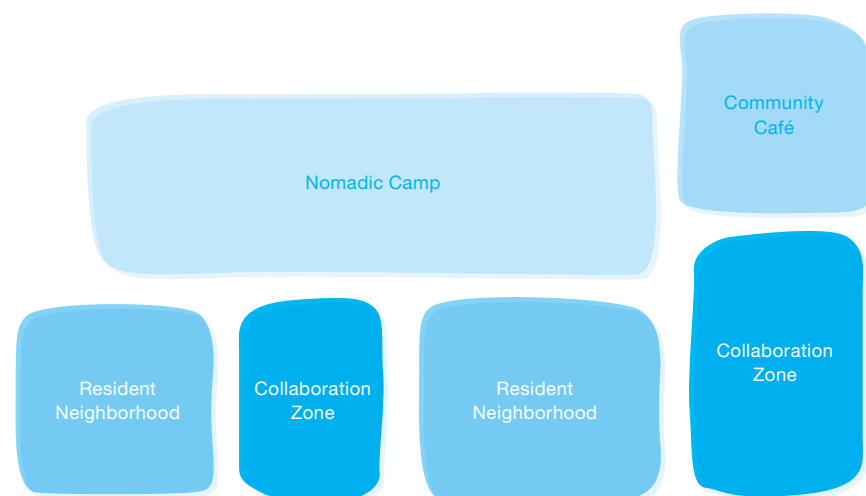 Community
Café
Nomadic Camp
Collaboration
Zone
Resident
Neighborhood
Collaboration
Zone
Resident
Neighborhood